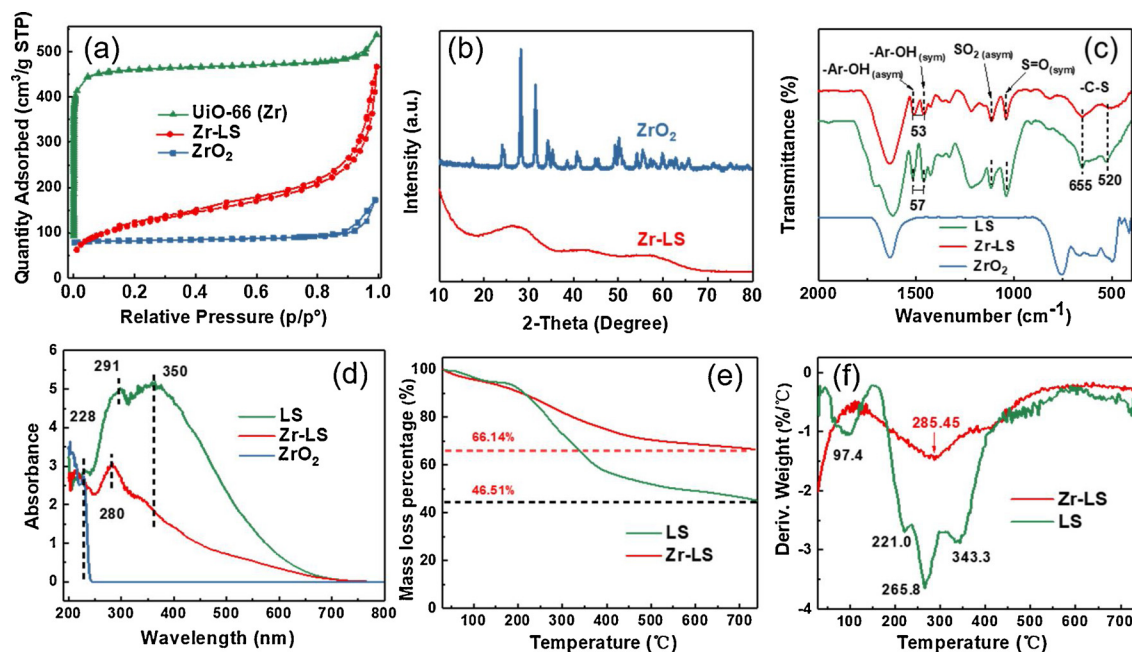 (a)
Quantity Adsorbed (cm³/g STP)
500
400
300
200
100
0
UiO-66 (Zr)
Zr-LS
ZrO₂
0.0 0.2 0.4 0.6 0.8 1.0
Relative Pressure (p/p°)
(b)
Intensity (a.u.)
ZrO₂
Zr-LS
10 20 30 40 50 60 70 80
2-Theta (Degree)
(c)
Transmittance (%)
-Ar-OH(asym)
-Ar-OH(sym)
SO₂ (asym)
S=O(sym)
-C-S
53
57
655 520
LS
Zr-LS
ZrO₂
2000 1500 1000 500
Wavenumber (cm⁻¹)
(d)
Absorbance
6
5
4
3
2
1
0
291 350
228
280
LS
Zr-LS
ZrO₂
200 300 400 500 600 700 800
Wavelength (nm)
(e)
Mass loss percentage (%)
100
90
80
70
60
50
40
30
20
10
0
66.14%
46.51%
LS
Zr-LS
100 200 300 400 500 600 700
Temperature (℃)
(f)
Deriv. Weight (%/℃)
0
-1
-2
-3
-4
285.45
97.4
221.0
265.8
343.3
Zr-LS
LS
100 200 300 400 500 600 700
Temperature (℃)